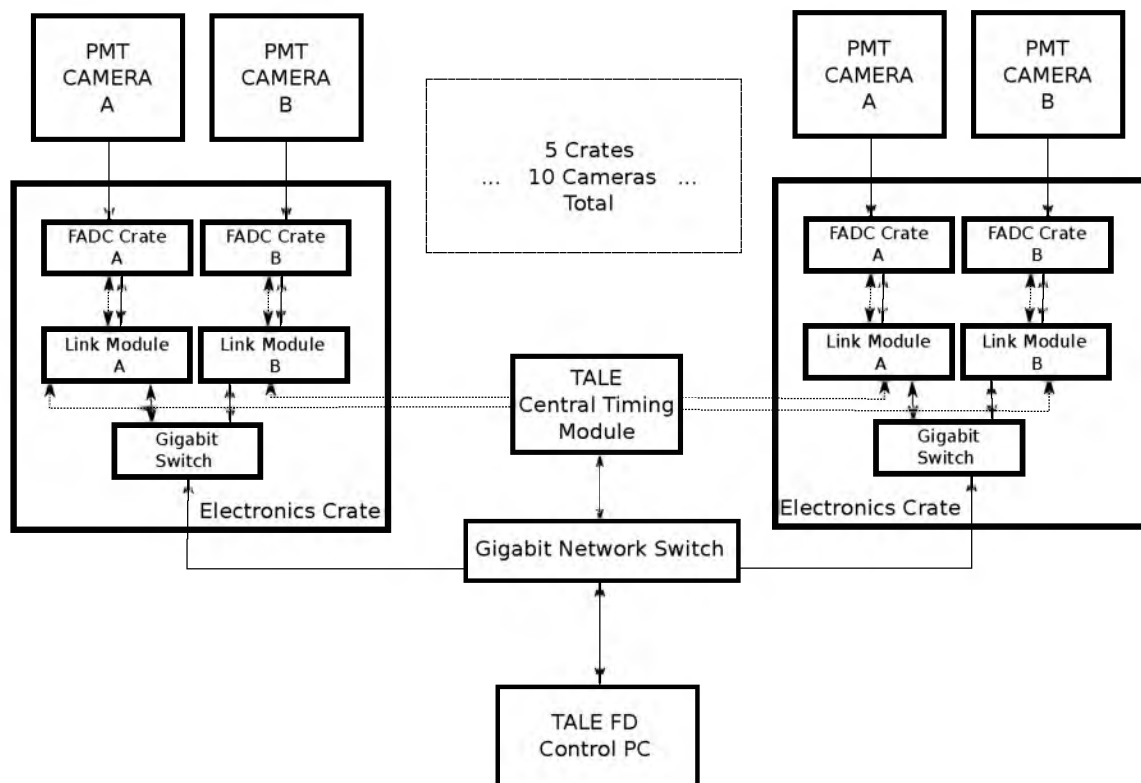 PMT
CAMERA
A
PMT
CAMERA
B
5 Crates
... 10 Cameras ...
Total
PMT
CAMERA
A
PMT
CAMERA
B
FADC Crate
A
FADC Crate
B
Link Module
A
Link Module
B
Gigabit
Switch
Electronics Crate
TALE
Central Timing
Module
FADC Crate
A
FADC Crate
B
Link Module
A
Link Module
B
Gigabit
Switch
Electronics Crate
Gigabit Network Switch
TALE FD
Control PC